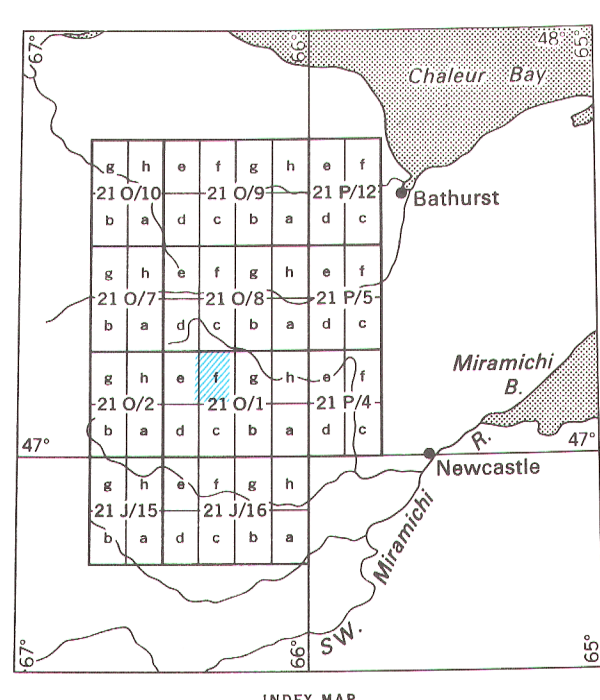 67° 66° 48° 65°
Chaleur Bay
g h e f g h e f
21 O/10 21 O/9 21 P/12
Bathurst
b a d c b a d c
g h e f g h e f
21 O/7 21 O/8 21 P/5
b a d c b a d c
Miramichi
B.
g h e f g h e f
21 O/2 21 O/1 21 P/4
b a d c b a d c
R.
47° 47°
Newcastle
g h e f g h
21 J/15 21 J/16
b a d c b a
Miramichi
SW.
67° 66° 65°
INDEX MAP